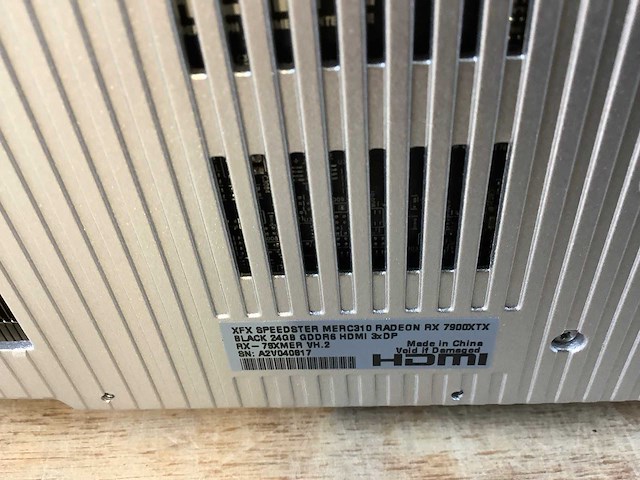 XFX SPEEDSTER MERC310 RADEON RX 7900XTX
BLACK 24GB GDDR6 HDMI 3xDP
RX-79XMER VH.2
SN: A2V040817
Made in China
Void if Damaged
HDMI